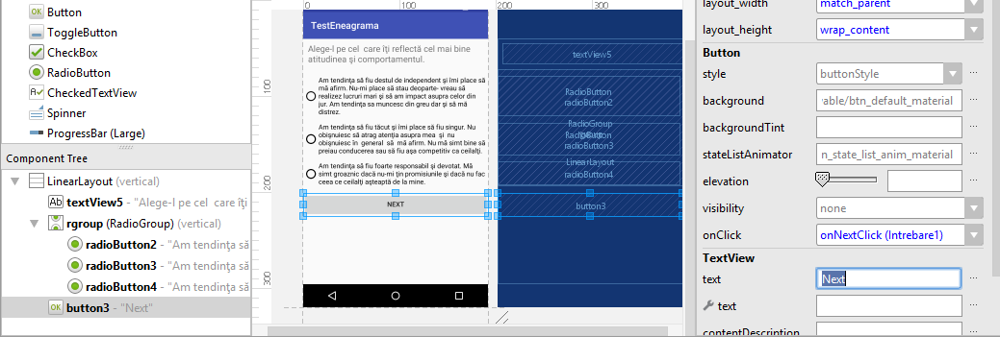 Button
ToggleButton
CheckBox
RadioButton
CheckedTextView
Spinner
ProgressBar (Large)
Component Tree
LinearLayout (vertical)
textView5 - "Alege-l pe cel care îţi
rgroup (RadioGroup) (vertical)
radioButton2 - "Am tendinţa să
radioButton3 - "Am tendinţa să
radioButton4 - "Am tendinţa să
button3 - "Next"
0 100 200 300
100
200
300
TestEneagrama
Alege-l pe cel care îţi reflectă cel mai bine
atitudinea şi comportamentul.
Am tendinţa să fiu destul de independent şi îmi place să
mă afirm. Nu-mi place să stau deoparte- vreau să
realizez lucruri mari şi să am impact asupra celor din
jur. Am tendinţa sa muncesc din greu dar şi să mă
distrez.
Am tendinţa să fiu tăcut şi îmi place să fiu singur. Nu
obişnuiesc să atrag atenţia asupra mea şi nu
obişnuiesc în general să mă afirm. Nu mă simt bine să
preiau conducerea sau să fiu aşa competitiv ca ceilalţi.
Am tendinţa să fiu foarte responsabil şi devotat. Mă
simt groaznic dacă nu-mi ţin promisiunile şi dacă nu fac
ceea ce ceilalţi aşteaptă de la mine.
NEXT
textView5
RadioButton
radioButton2
RadioGroup
RadioButton
radioButton3
LinearLayout
radioButton4
button3
layout_width match_parent
layout_height wrap_content
Button
style buttonStyle
background vable/btn_default_material
backgroundTint
stateListAnimator n_state_list_anim_material
elevation
visibility none
onClick onNextClick (Intrebare1)
TextView
text Next
text
contentDescription